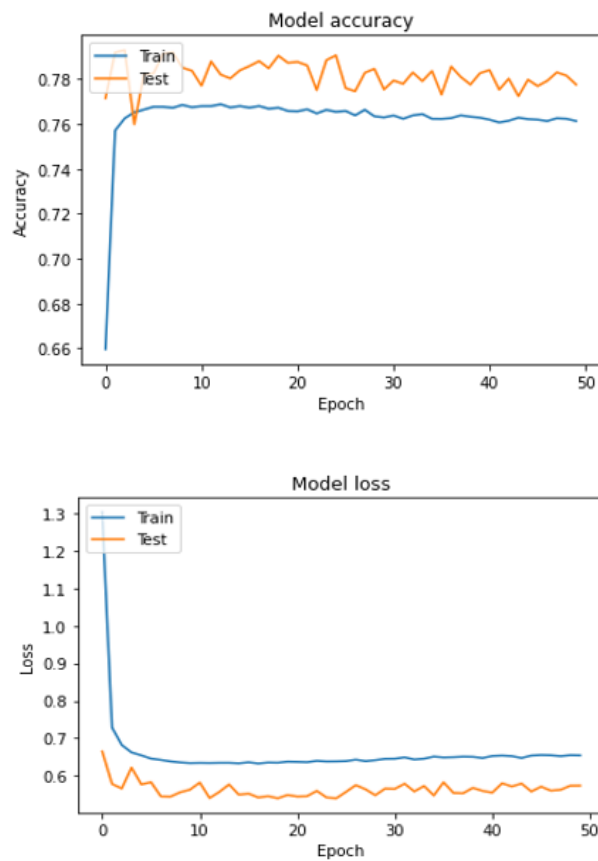 Model accuracy
Train
Test
0.78
0.76
0.74
0.72
0.70
0.68
0.66
Accuracy
0 10 20 30 40 50
Epoch
Model loss
Train
Test
1.3
1.2
1.1
1.0
0.9
0.8
0.7
0.6
Loss
0 10 20 30 40 50
Epoch